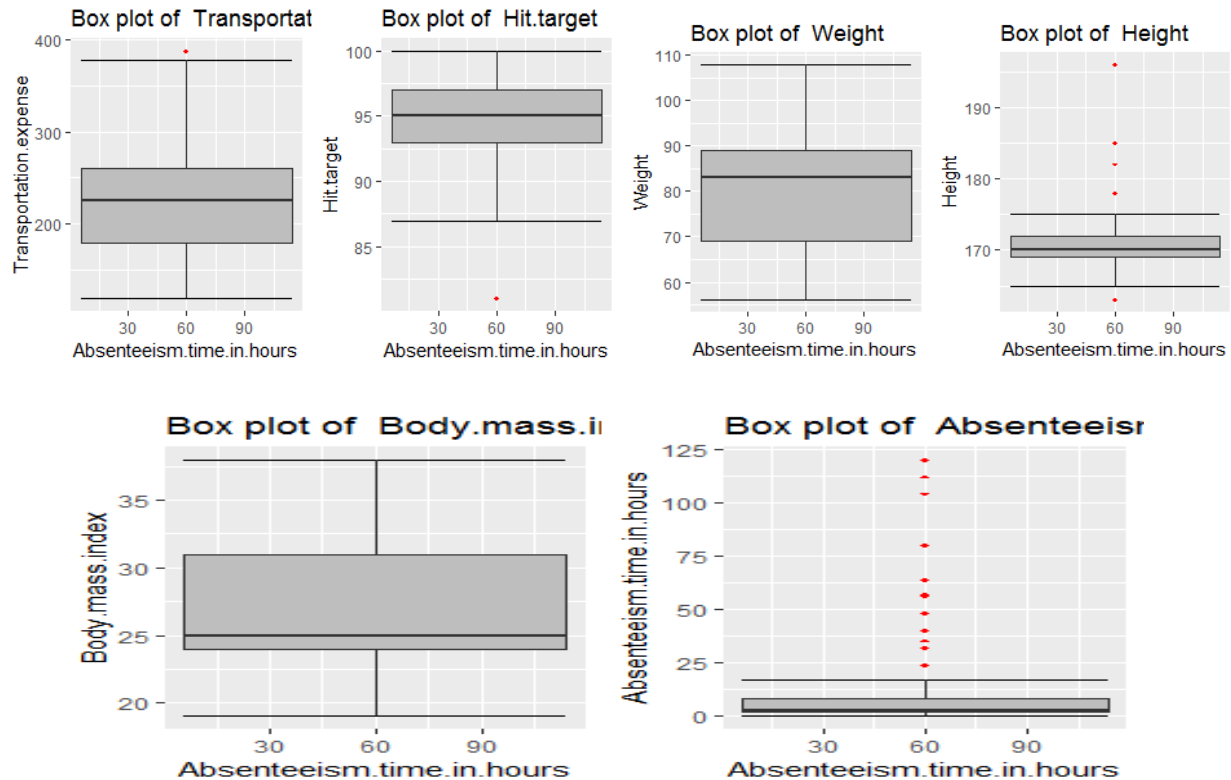 Box plot of  Transportat
400
300
200
Transportation.expense
30 60 90
Absenteeism.time.in.hours
Box plot of  Hit.target
100
95
90
85
Hit.target
30 60 90
Absenteeism.time.in.hours
Box plot of  Weight
110
100
90
80
70
60
Weight
30 60 90
Absenteeism.time.in.hours
Box plot of  Height
190
180
170
Height
30 60 90
Absenteeism.time.in.hours
Box plot of  Body.mass.i
35
30
25
20
Body.mass.index
30 60 90
Absenteeism.time.in.hours
Box plot of  Absenteeisr
125
100
75
50
25
0
Absenteeism.time.in.hours
30 60 90
Absenteeism.time.in.hours